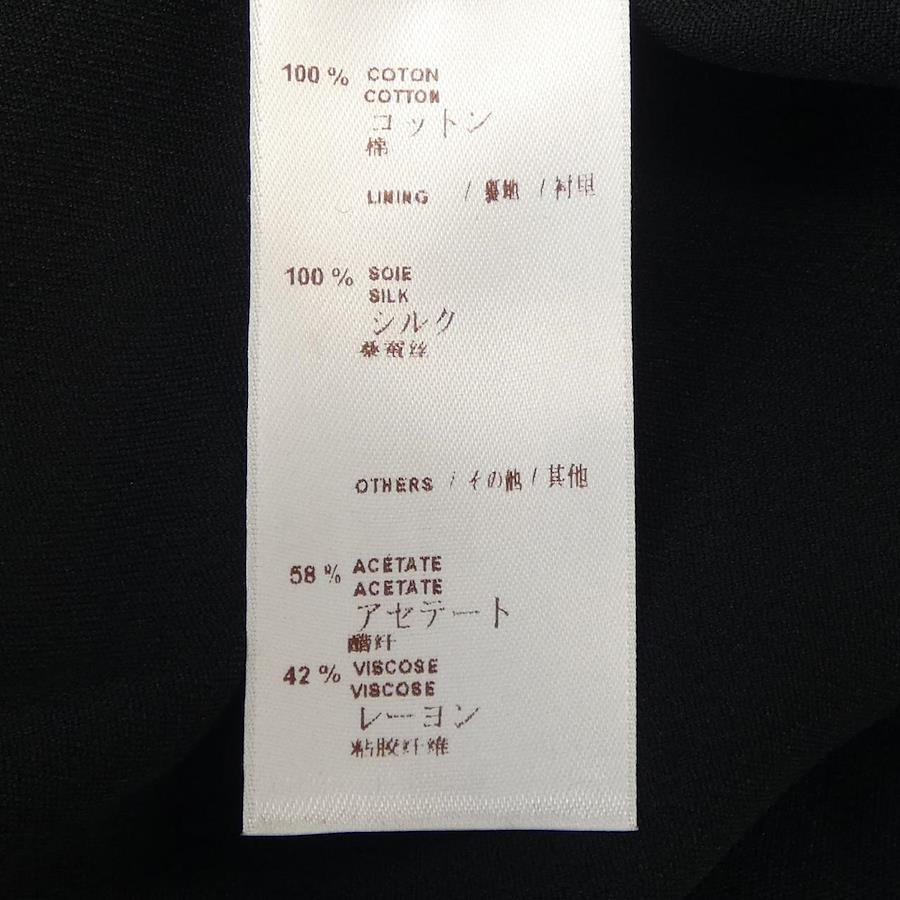 100 % COTON
COTTON
コットン
棉
LINING / 裏地 / 衬里
100 % SOIE
SILK
シルク
桑蚕丝
OTHERS / その他 / 其他
58 % ACÉTATE
ACETATE
アセテート
醋纤
42 % VISCOSE
VISCOSE
レーヨン
粘胶纤维